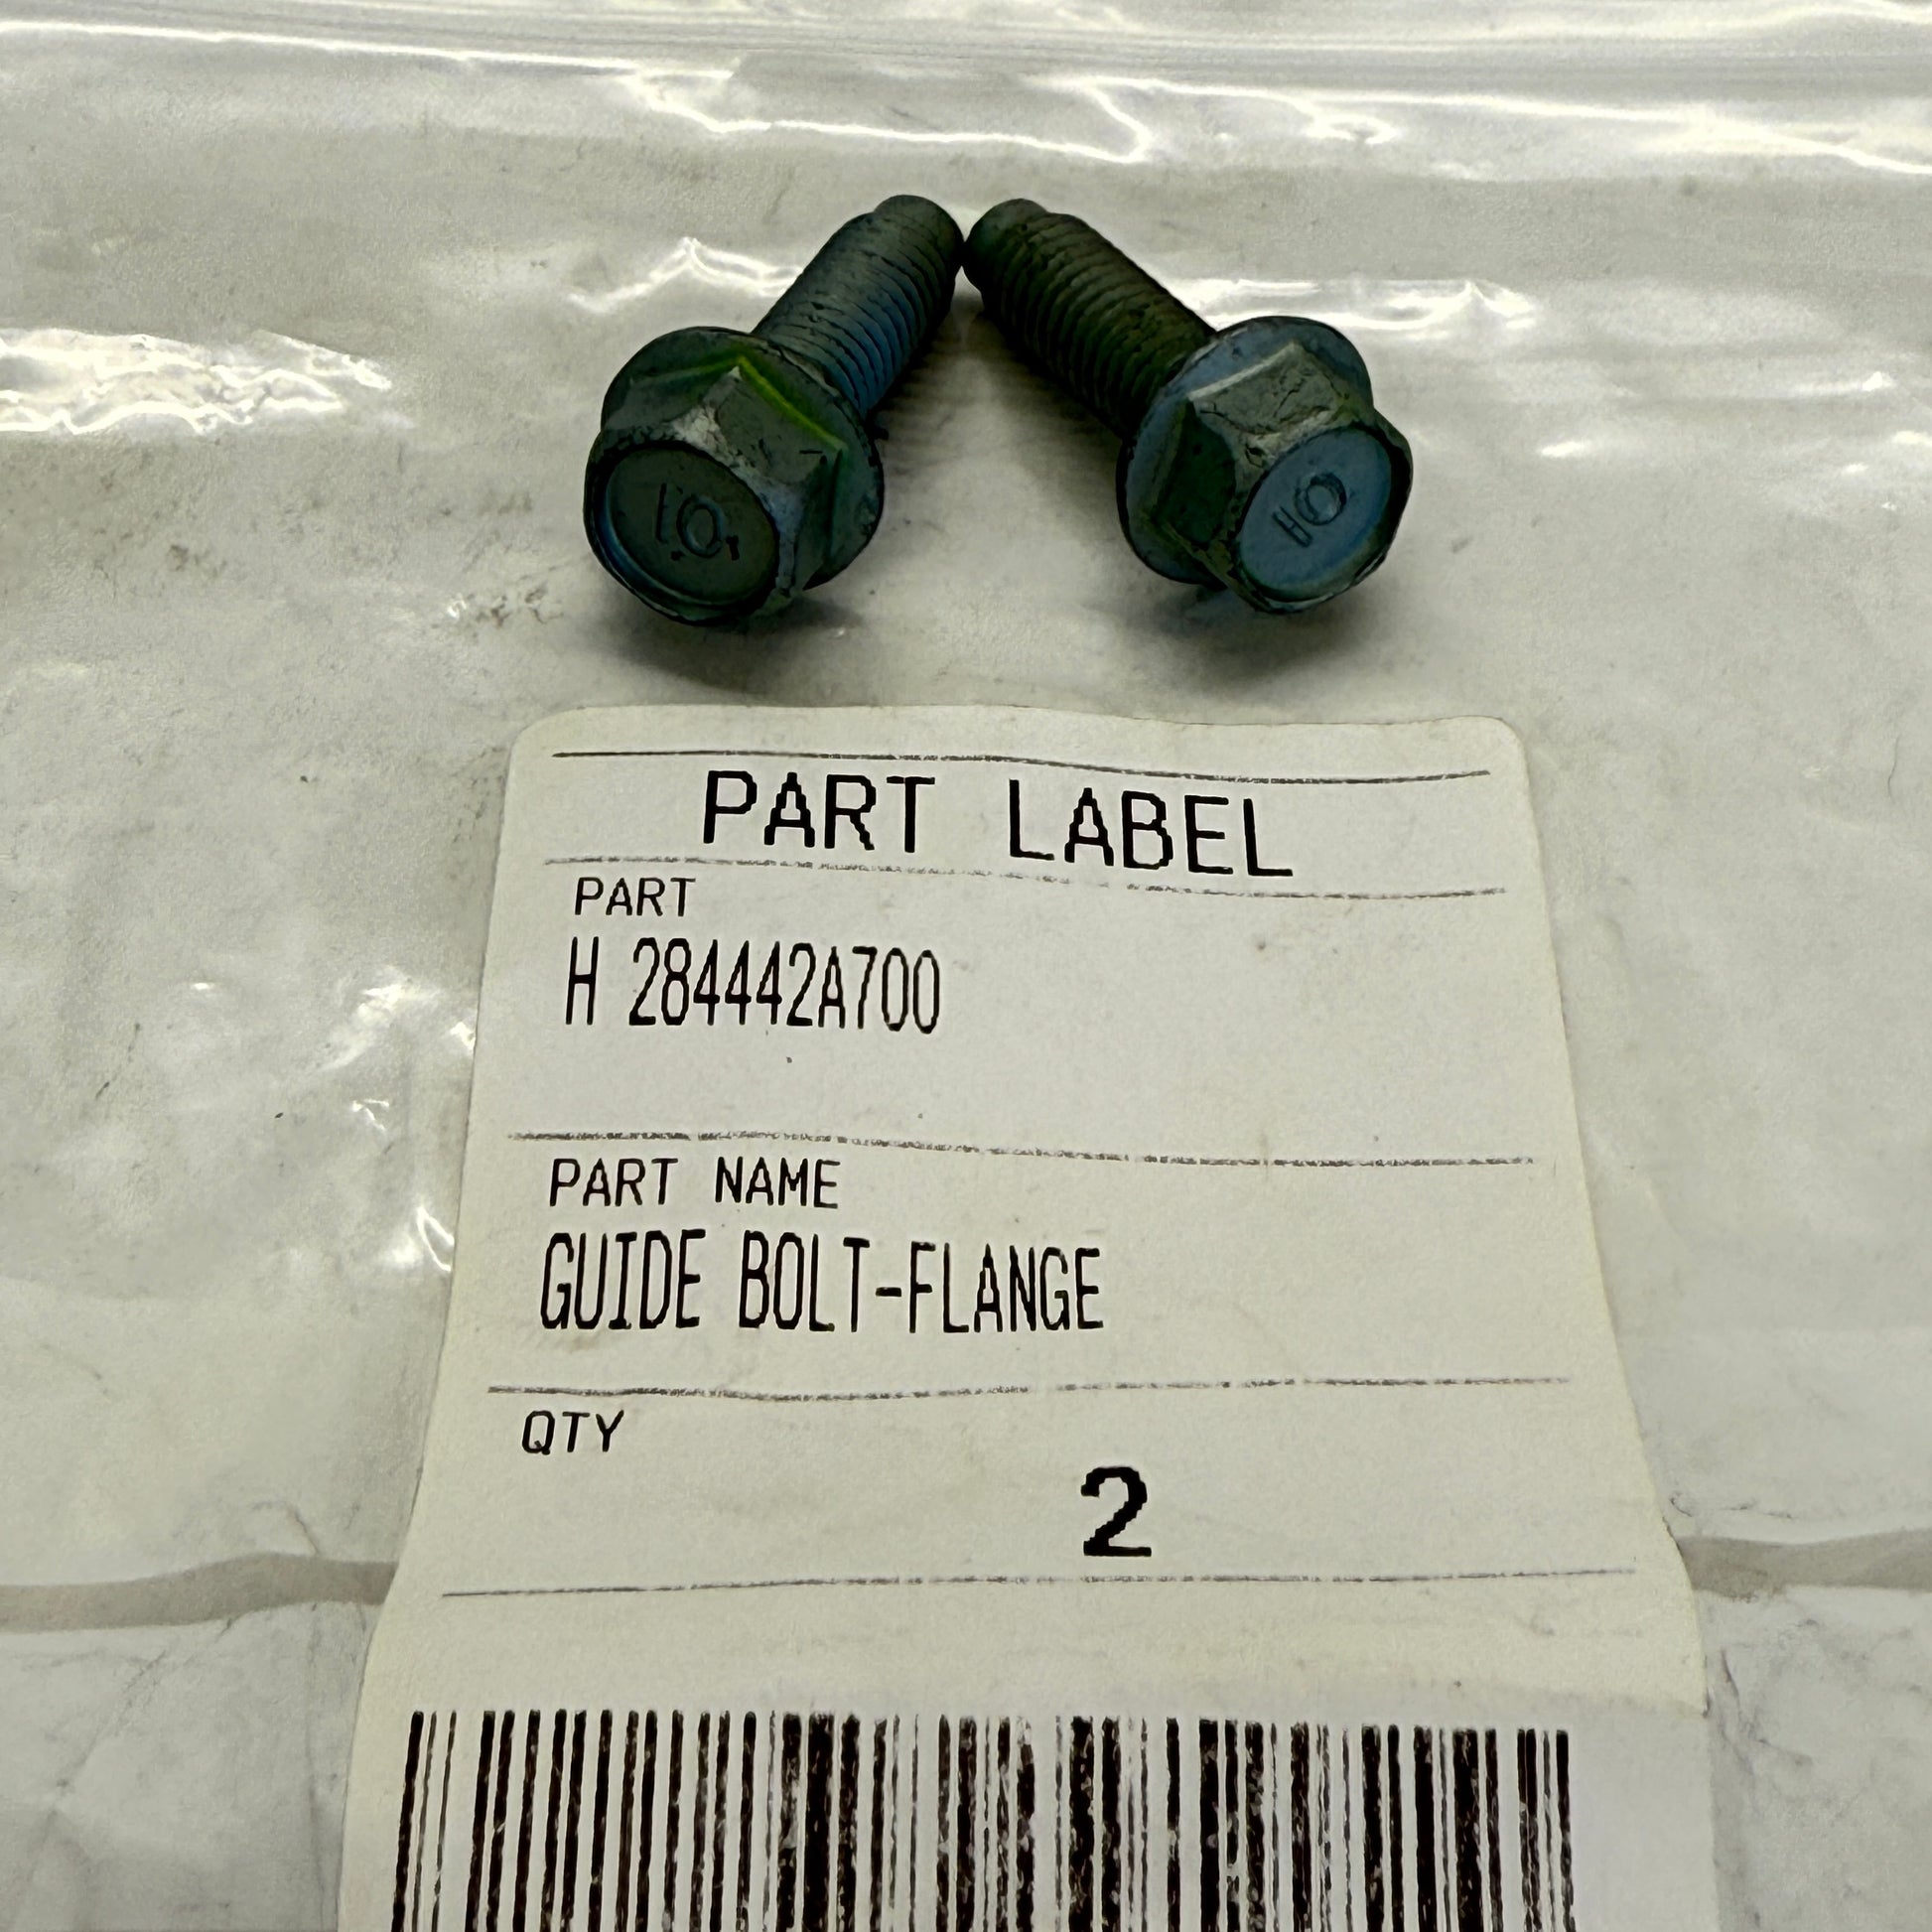 PART LABEL
PART
H 284442A700
PART NAME
GUIDE BOLT-FLANGE
QTY
2